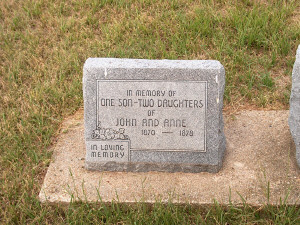 IN MEMORY OF
ONE SON-TWO DAUGHTERS
OF
JOHN AND ANNE
1870 — 1878
IN LOVING
MEMORY